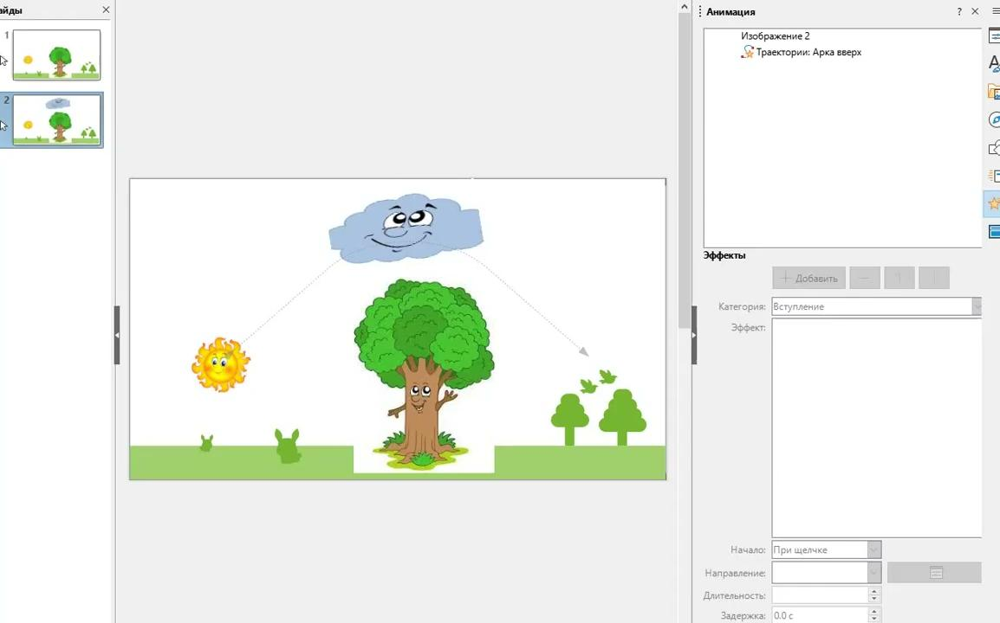 айды
1
2
Анимация
?
Изображение 2
Траектории: Арка вверх
Эффекты
Добавить
Категория: Вступление
Эффект:
Начало: При щелчке
Направление:
Длительность:
Задержка: 0.0 с